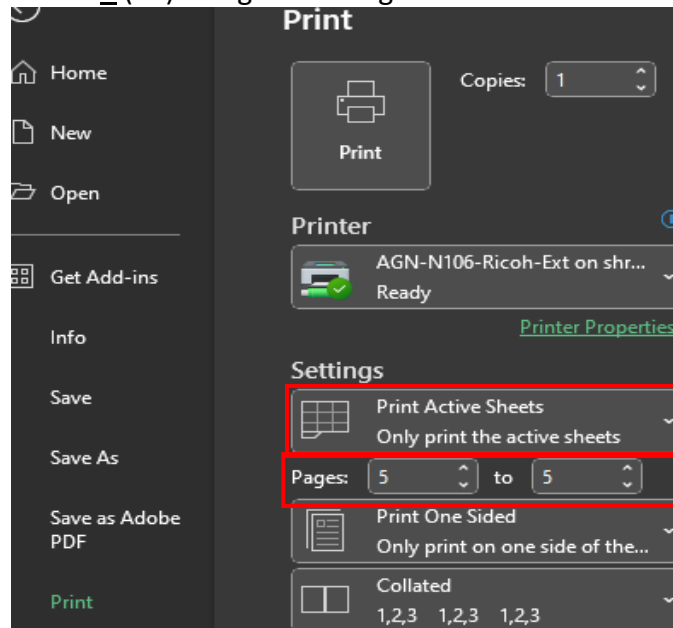 Print
Home
New
Open
Get Add-ins
Info
Save
Save As
Save as Adobe
PDF
Print
Copies: 1
Print
Printer
AGN-N106-Ricoh-Ext on shr...
Ready
Printer Properties
Settings
Print Active Sheets
Only print the active sheets
Pages: 5 to 5
Print One Sided
Only print on one side of the...
Collated
1,2,3 1,2,3 1,2,3